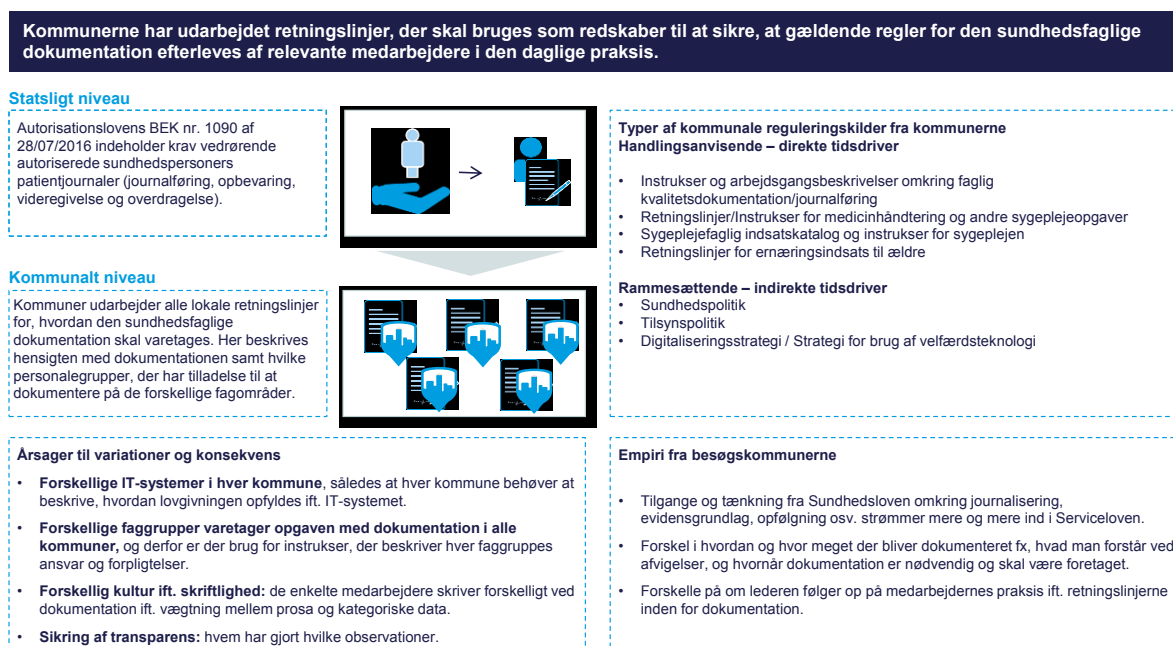 Kommunerne har udarbejdet retningslinjer, der skal bruges som redskaber til at sikre, at gældende regler for den sundhedsfaglige
dokumentation efterleves af relevante medarbejdere i den daglige praksis.
Statsligt niveau
Autorisationslovens BEK nr. 1090 af
28/07/2016 indeholder krav vedrørende
autoriserede sundhedspersoners
patientjournaler (journalføring, opbevaring,
videregivelse og overdragelse).
Kommunalt niveau
Kommuner udarbejder alle lokale retningslinjer
for, hvordan den sundhedsfaglige
dokumentation skal varetages. Her beskrives
hensigten med dokumentationen samt hvilke
personalegrupper, der har tilladelse til at
dokumentere på de forskellige fagområder.
Typer af kommunale reguleringskilder fra kommunerne
Handlingsanvisende – direkte tidsdriver
• Instrukser og arbejdsgangsbeskrivelser omkring faglig
kvalitetsdokumentation/journalføring
• Retningslinjer/Instrukser for medicinhåndtering og andre sygeplejeopgaver
• Sygeplejefaglig indsatskatalog og instrukser for sygeplejen
• Retningslinjer for ernæringsindsats til ældre
Rammesættende – indirekte tidsdriver
• Sundhedspolitik
• Tilsynspolitik
• Digitaliseringsstrategi / Strategi for brug af velfærdsteknologi
Årsager til variationer og konsekvens
• Forskellige IT-systemer i hver kommune, således at hver kommune behøver at
beskrive, hvordan lovgivningen opfyldes ift. IT-systemet.
• Forskellige faggrupper varetager opgaven med dokumentation i alle
kommuner, og derfor er der brug for instrukser, der beskriver hver faggruppes
ansvar og forpligtelser.
• Forskellig kultur ift. skriftlighed: de enkelte medarbejdere skriver forskelligt ved
dokumentation ift. vægtning mellem prosa og kategoriske data.
• Sikring af transparens: hvem har gjort hvilke observationer.
Empiri fra besøgskommunerne
• Tilgange og tænkning fra Sundhedsloven omkring journalisering,
evidensgrundlag, opfølgning osv. strømmer mere og mere ind i Serviceloven.
• Forskel i hvordan og hvor meget der bliver dokumenteret fx, hvad man forstår ved
afvigelser, og hvornår dokumentation er nødvendig og skal være foretaget.
• Forskelle på om lederen følger op på medarbejdernes praksis ift. retningslinjerne
inden for dokumentation.